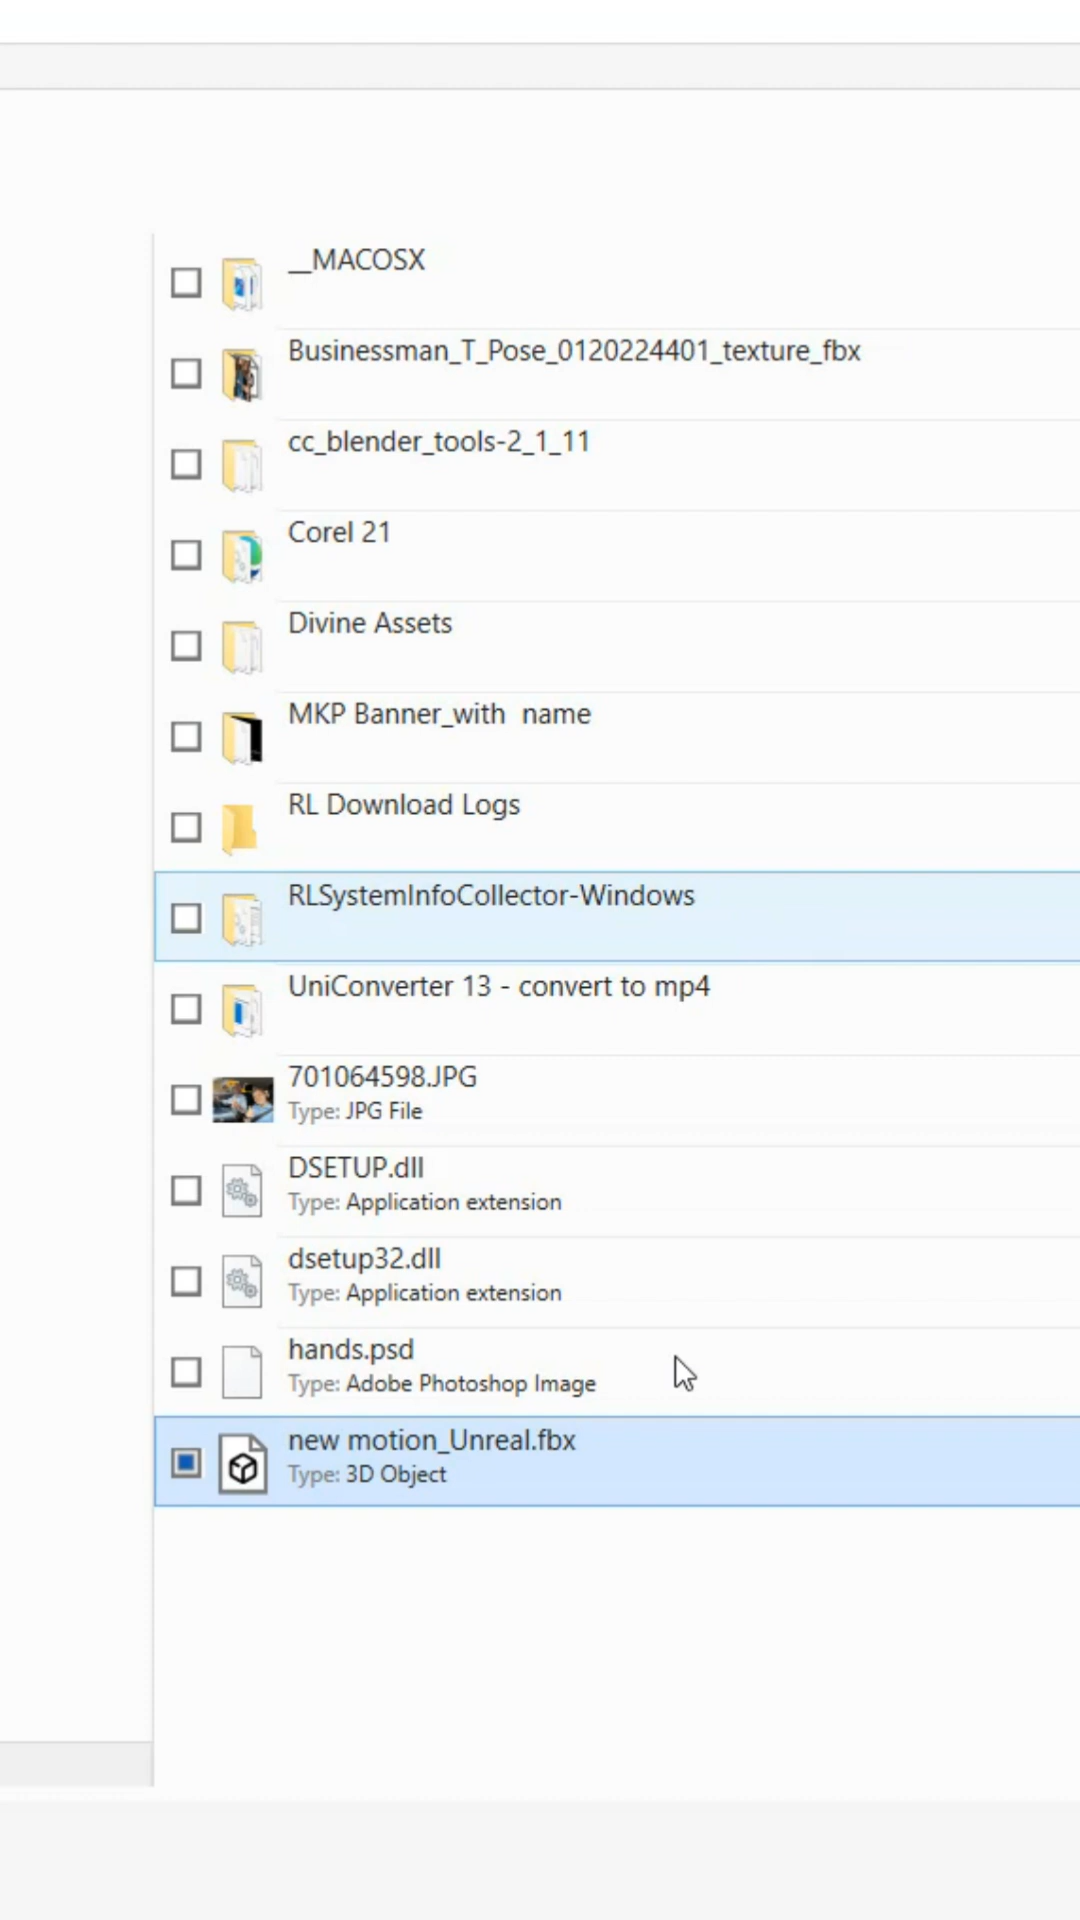 __MACOSX
Businessman_T_Pose_0120224401_texture_fbx
cc_blender_tools-2_1_11
Corel 21
Divine Assets
MKP Banner_with  name
RL Download Logs
RLSystemInfoCollector-Windows
UniConverter 13 - convert to mp4
701064598.JPG
Type: JPG File
DSETUP.dll
Type: Application extension
dsetup32.dll
Type: Application extension
hands.psd
Type: Adobe Photoshop Image
new motion_Unreal.fbx
Type: 3D Object